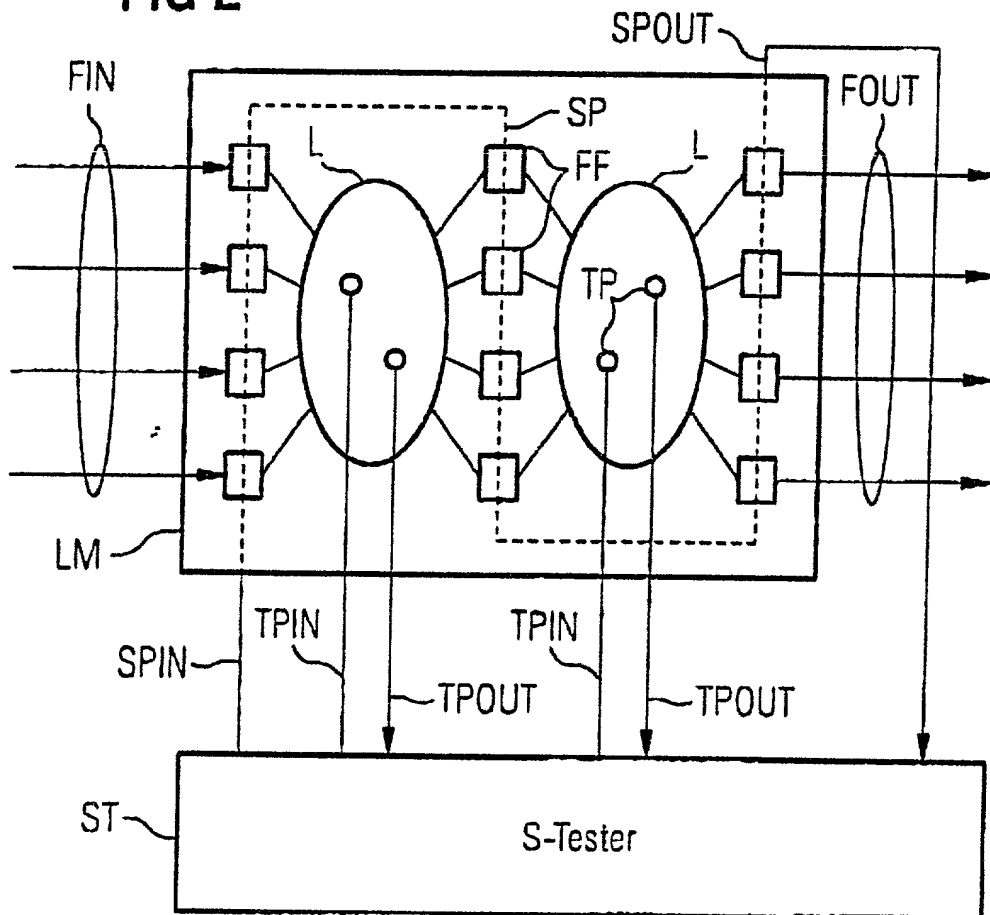 FIG 2
SPOUT
FIN
FOUT
SP
L
L
FF
TP
LM
TPIN
TPIN
SPIN
TPOUT
TPOUT
ST
S-Tester